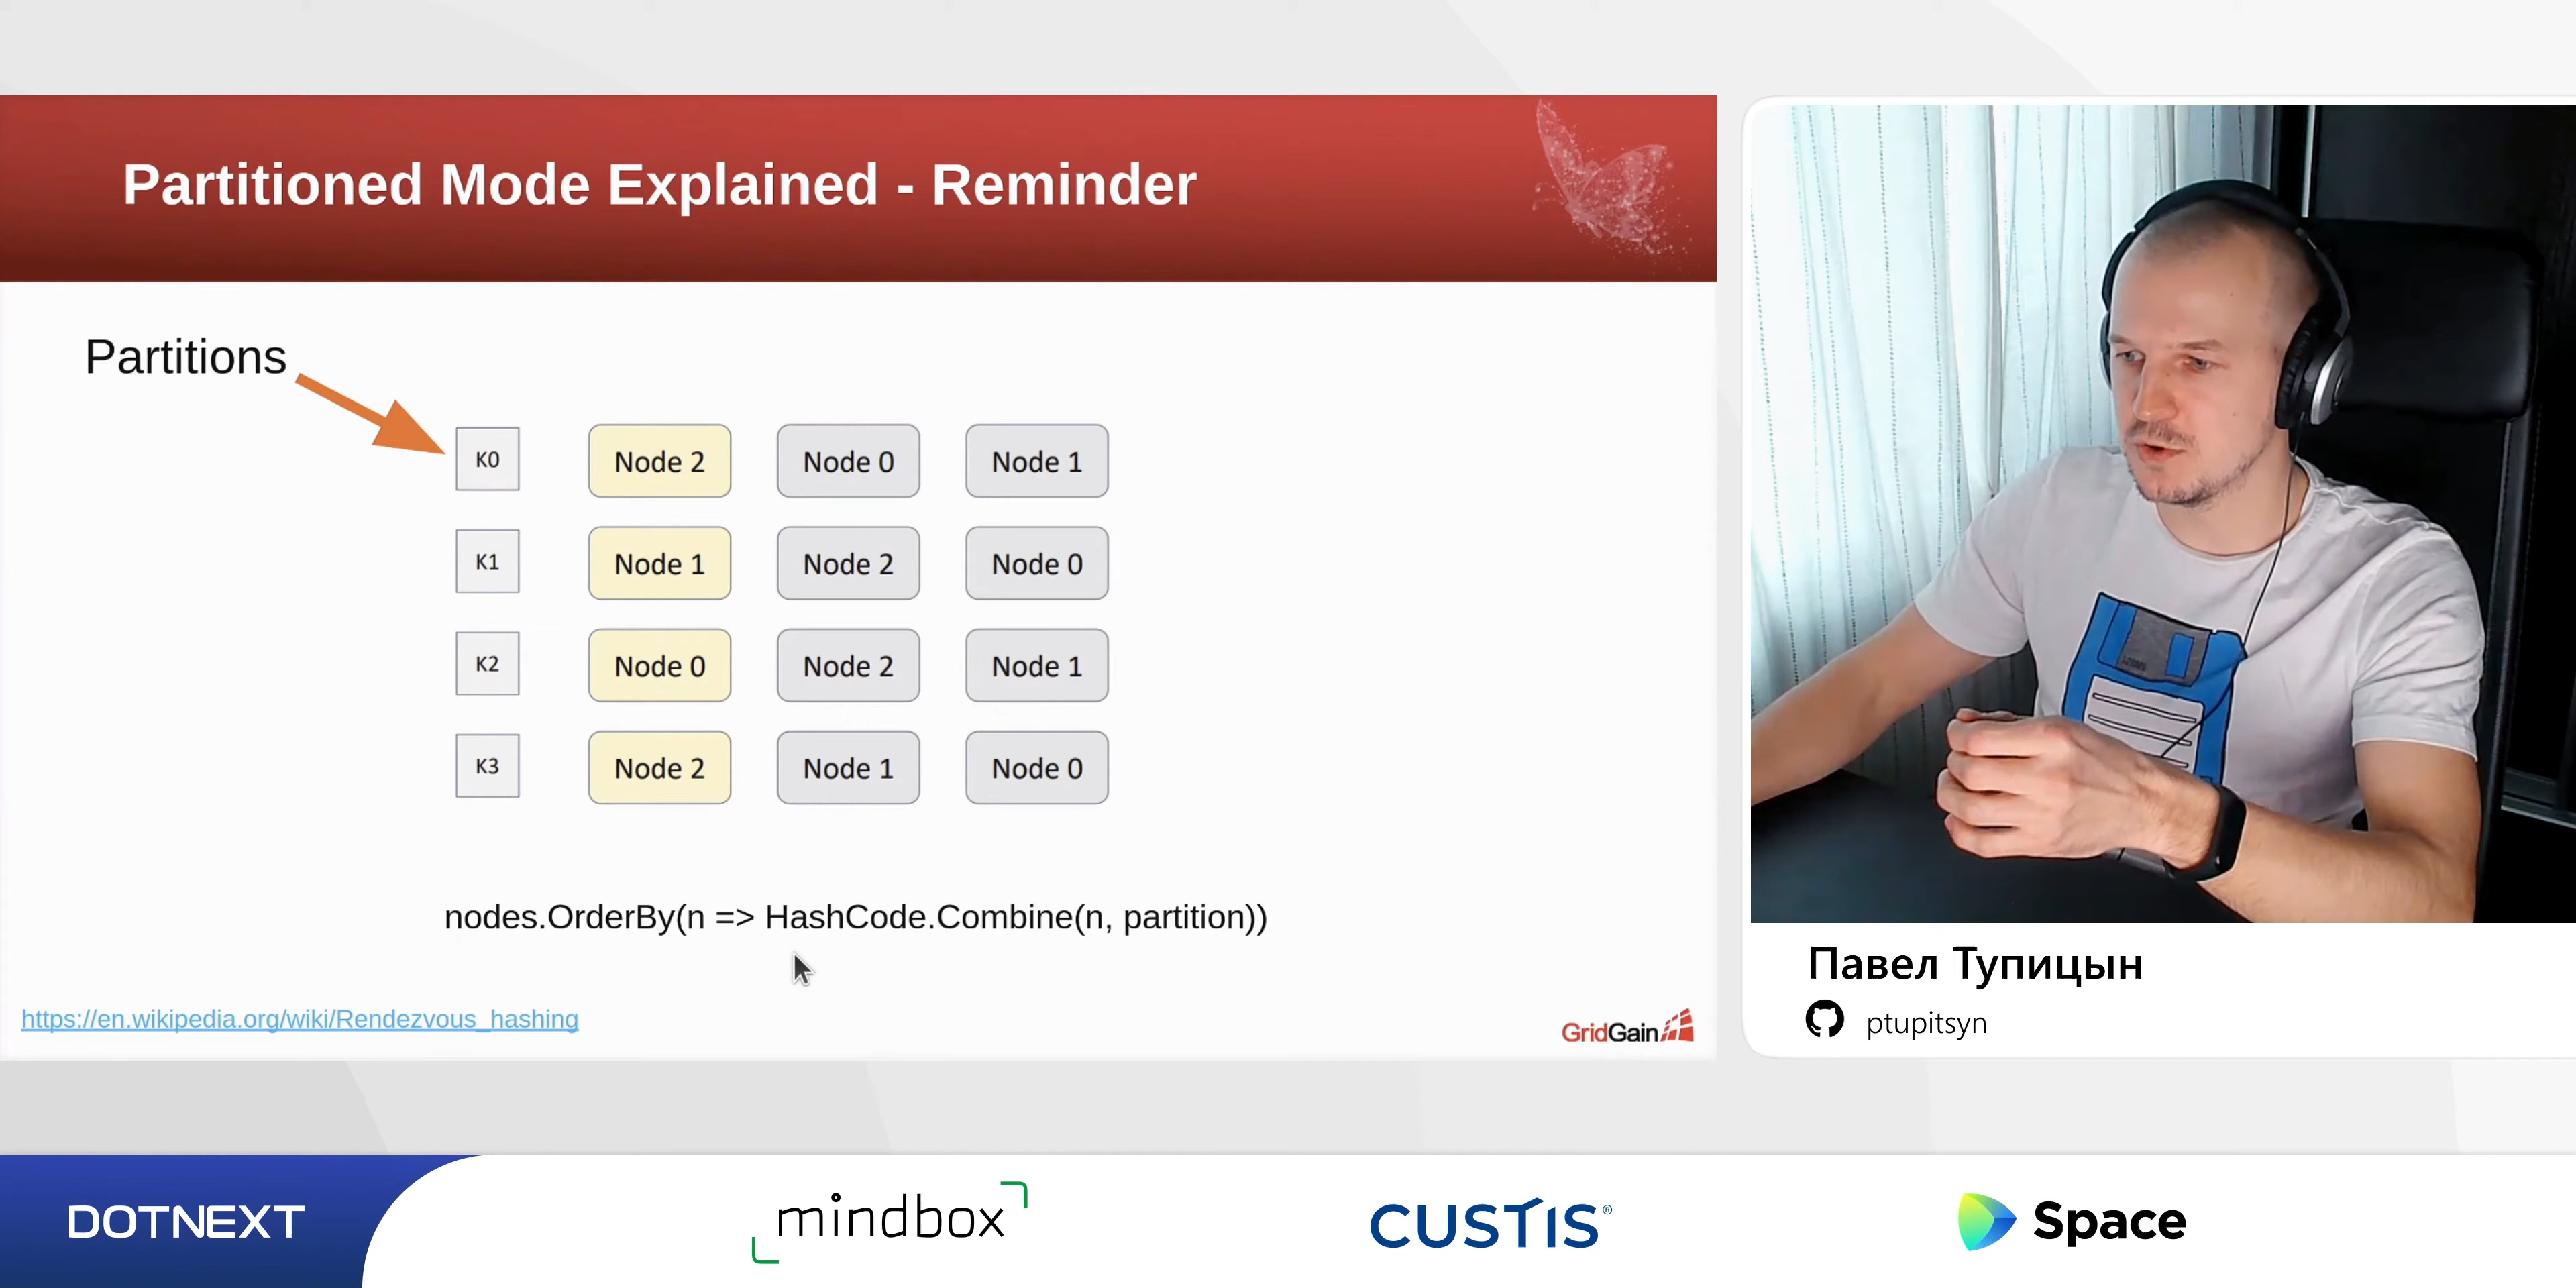 Partitioned Mode Explained - Reminder
Partitions
K0 Node 2 Node 0 Node 1
K1 Node 1 Node 2 Node 0
K2 Node 0 Node 2 Node 1
K3 Node 2 Node 1 Node 0
nodes.OrderBy(n => HashCode.Combine(n, partition))
https://en.wikipedia.org/wiki/Rendezvous_hashing
GridGain
Павел Тупицын
ptupitsyn
DOTNEXT
mindbox
CUSTIS®
Space